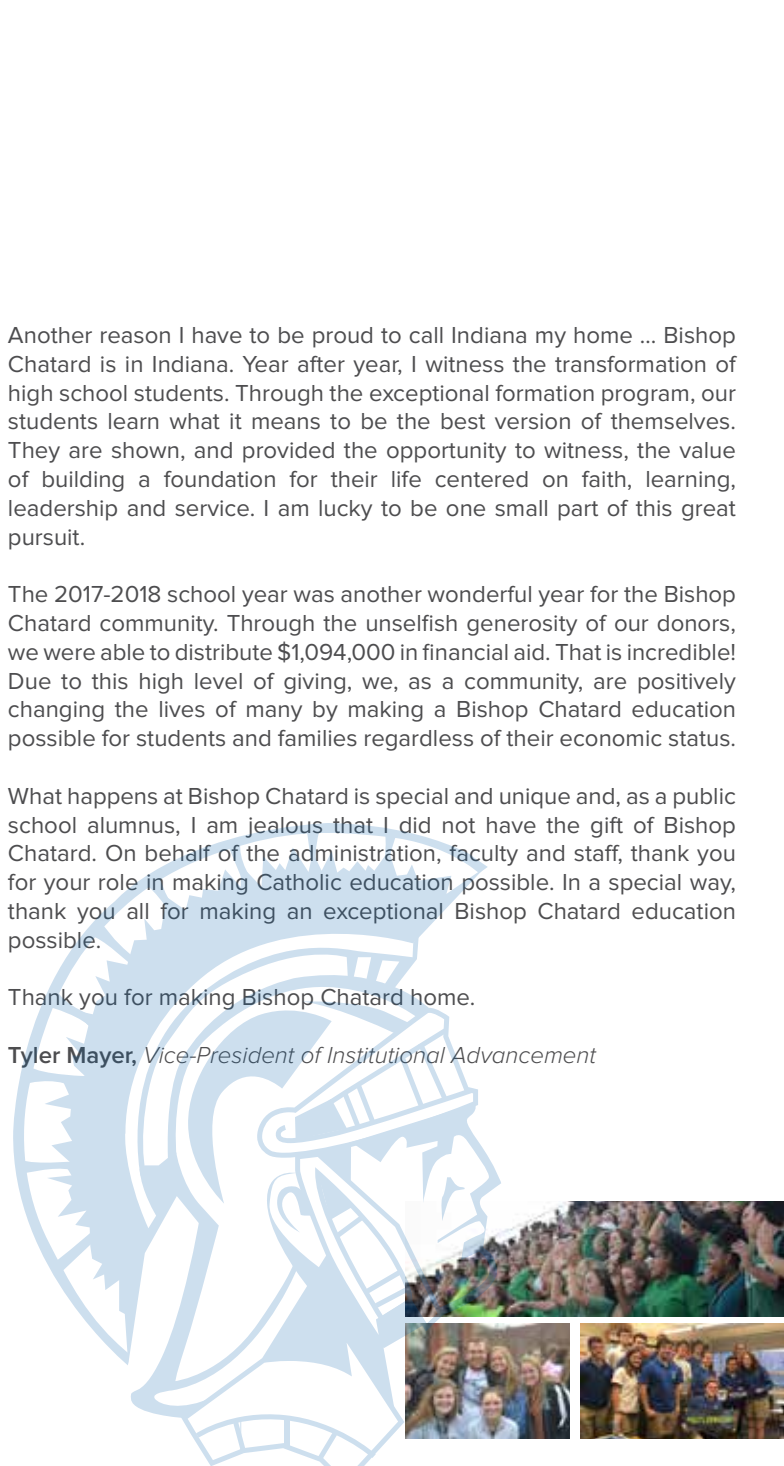 Another reason I have to be proud to call Indiana my home ... Bishop
Chatard is in Indiana. Year after year, I witness the transformation of
high school students. Through the exceptional formation program, our
students learn what it means to be the best version of themselves.
They are shown, and provided the opportunity to witness, the value
of building a foundation for their life centered on faith, learning,
leadership and service. I am lucky to be one small part of this great
pursuit.
The 2017-2018 school year was another wonderful year for the Bishop
Chatard community. Through the unselfish generosity of our donors,
we were able to distribute $1,094,000 in financial aid. That is incredible!
Due to this high level of giving, we, as a community, are positively
changing the lives of many by making a Bishop Chatard education
possible for students and families regardless of their economic status.
What happens at Bishop Chatard is special and unique and, as a public
school alumnus, I am jealous that I did not have the gift of Bishop
Chatard. On behalf of the administration, faculty and staff, thank you
for your role in making Catholic education possible. In a special way,
thank you all for making an exceptional Bishop Chatard education
possible.
Thank you for making Bishop Chatard home.
Tyler Mayer, Vice-President of Institutional Advancement